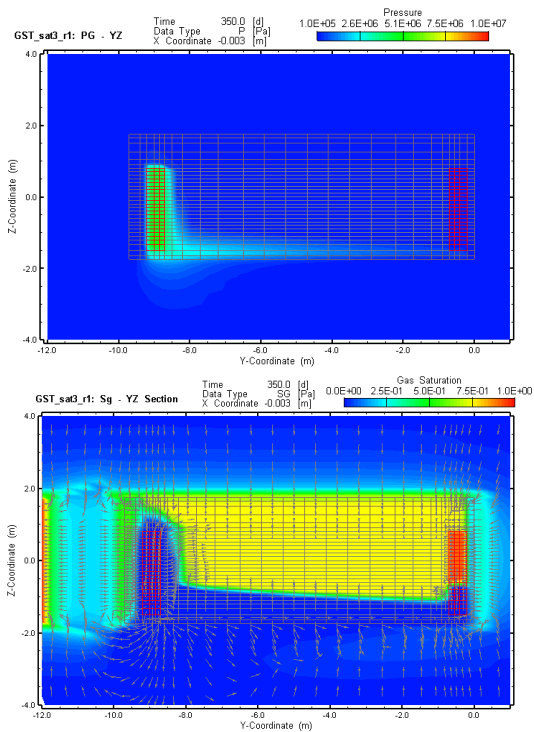 Time 350.0 [d]
Data Type P [Pa]
X Coordinate -0.003 [m]
Pressure
1.0E+05 2.6E+06 5.1E+06 7.6E+06 1.0E+07
GST_sat3_r1: PG - YZ
Z-Coordinate (m)
4.0
2.0
0.0
-2.0
-4.0
-12.0 -10.0 -8.0 -6.0 -4.0 -2.0 0.0
Y-Coordinate (m)
Time 350.0 [d]
Data Type SG [Pa]
X Coordinate -0.003 [m]
Gas Saturation
0.0E+00 2.5E-01 5.0E-01 7.5E-01 1.0E+00
GST_sat3_r1: Sg - YZ Section
Z-Coordinate (m)
4.0
2.0
0.0
-2.0
-4.0
-12.0 -10.0 -8.0 -6.0 -4.0 -2.0 0.0
Y-Coordinate (m)